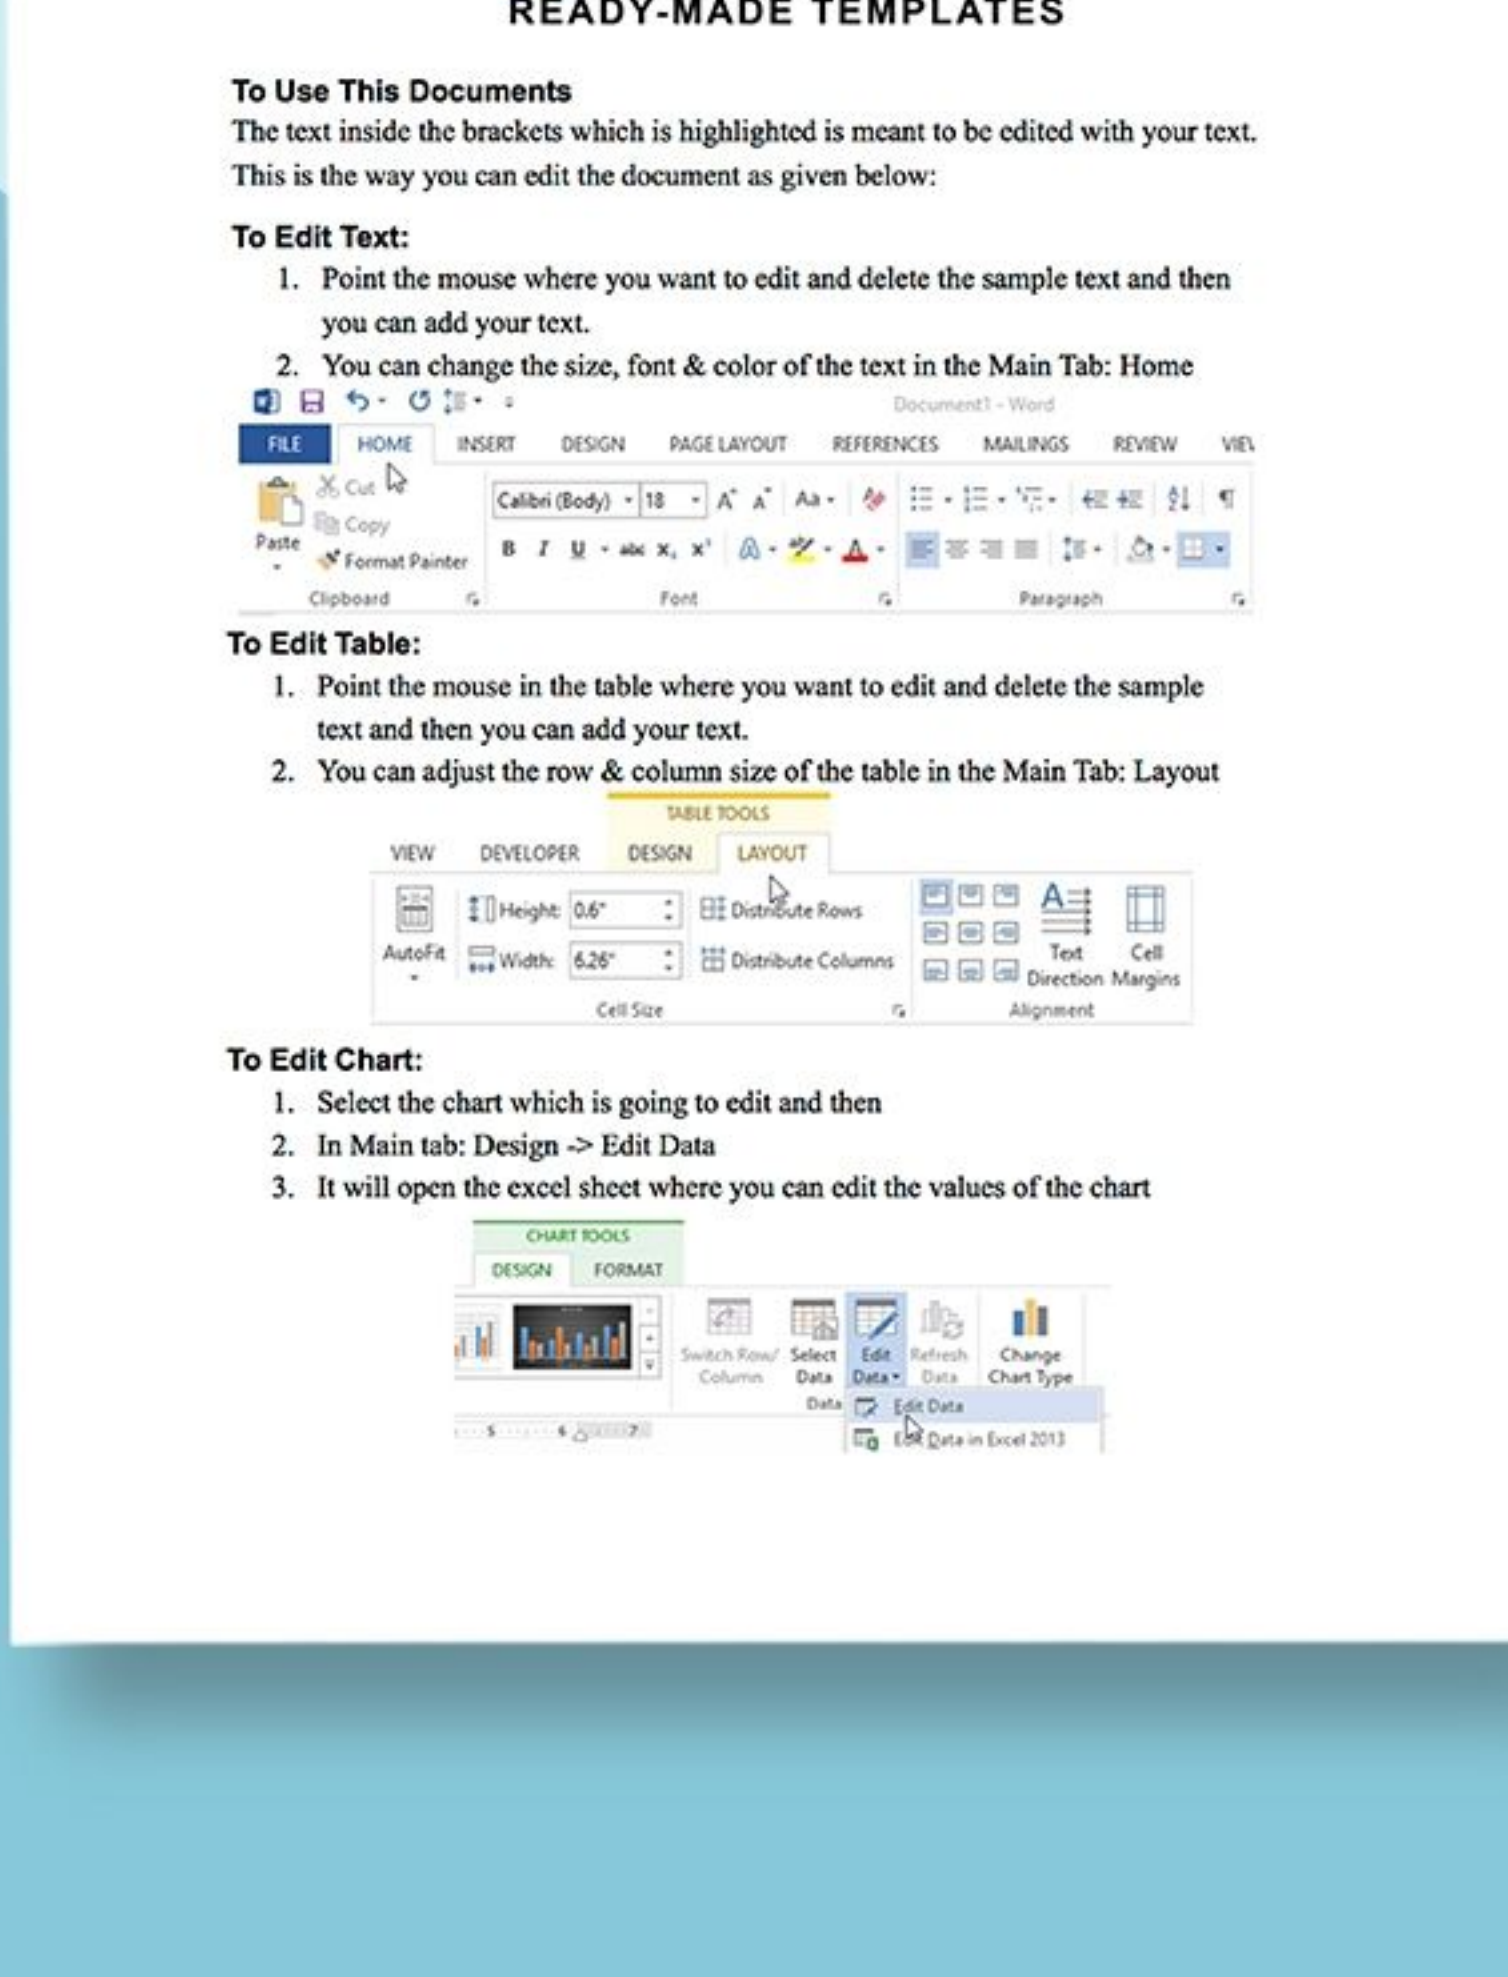 READY-MADE TEMPLATES
To Use This Documents
The text inside the brackets which is highlighted is meant to be edited with your text.
This is the way you can edit the document as given below:
To Edit Text:
1. Point the mouse where you want to edit and delete the sample text and then
you can add your text.
2. You can change the size, font & color of the text in the Main Tab: Home
Document1 - Word
FILE HOME INSERT DESIGN PAGE LAYOUT REFERENCES MAILINGS REVIEW
Cut
Calibri (Body) 18 Aa
Copy
Paste
B I U abc X₂ X² A A
Format Painter
Clipboard Font Paragraph
To Edit Table:
1. Point the mouse in the table where you want to edit and delete the sample
text and then you can add your text.
2. You can adjust the row & column size of the table in the Main Tab: Layout
TABLE TOOLS
VIEW DEVELOPER DESIGN LAYOUT
Height: 0.6" Distribute Rows
AutoFit Width: 6.26" Distribute Columns
Text Direction Cell Margins
Cell Size Alignment
To Edit Chart:
1. Select the chart which is going to edit and then
2. In Main tab: Design -> Edit Data
3. It will open the excel sheet where you can edit the values of the chart
CHART TOOLS
DESIGN FORMAT
Switch Row/ Select Edit Refresh Change
Column Data Data Data Chart Type
Data Edit Data
5 6 7
Edit Data in Excel 2013